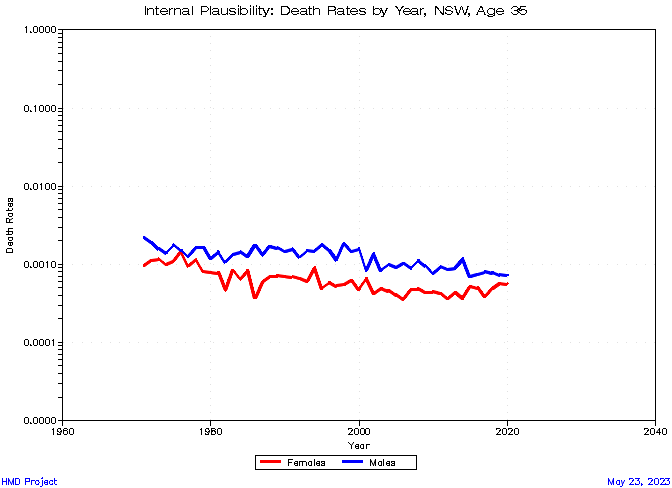 Internal Plausibility: Death Rates by Year, NSW, Age 35
1.0000
0.1000
0.0100
0.0010
0.0001
0.0000
Death Rates
1960 1980 2000 2020 2040
Year
Females Males
HMD Project
May 23, 2023